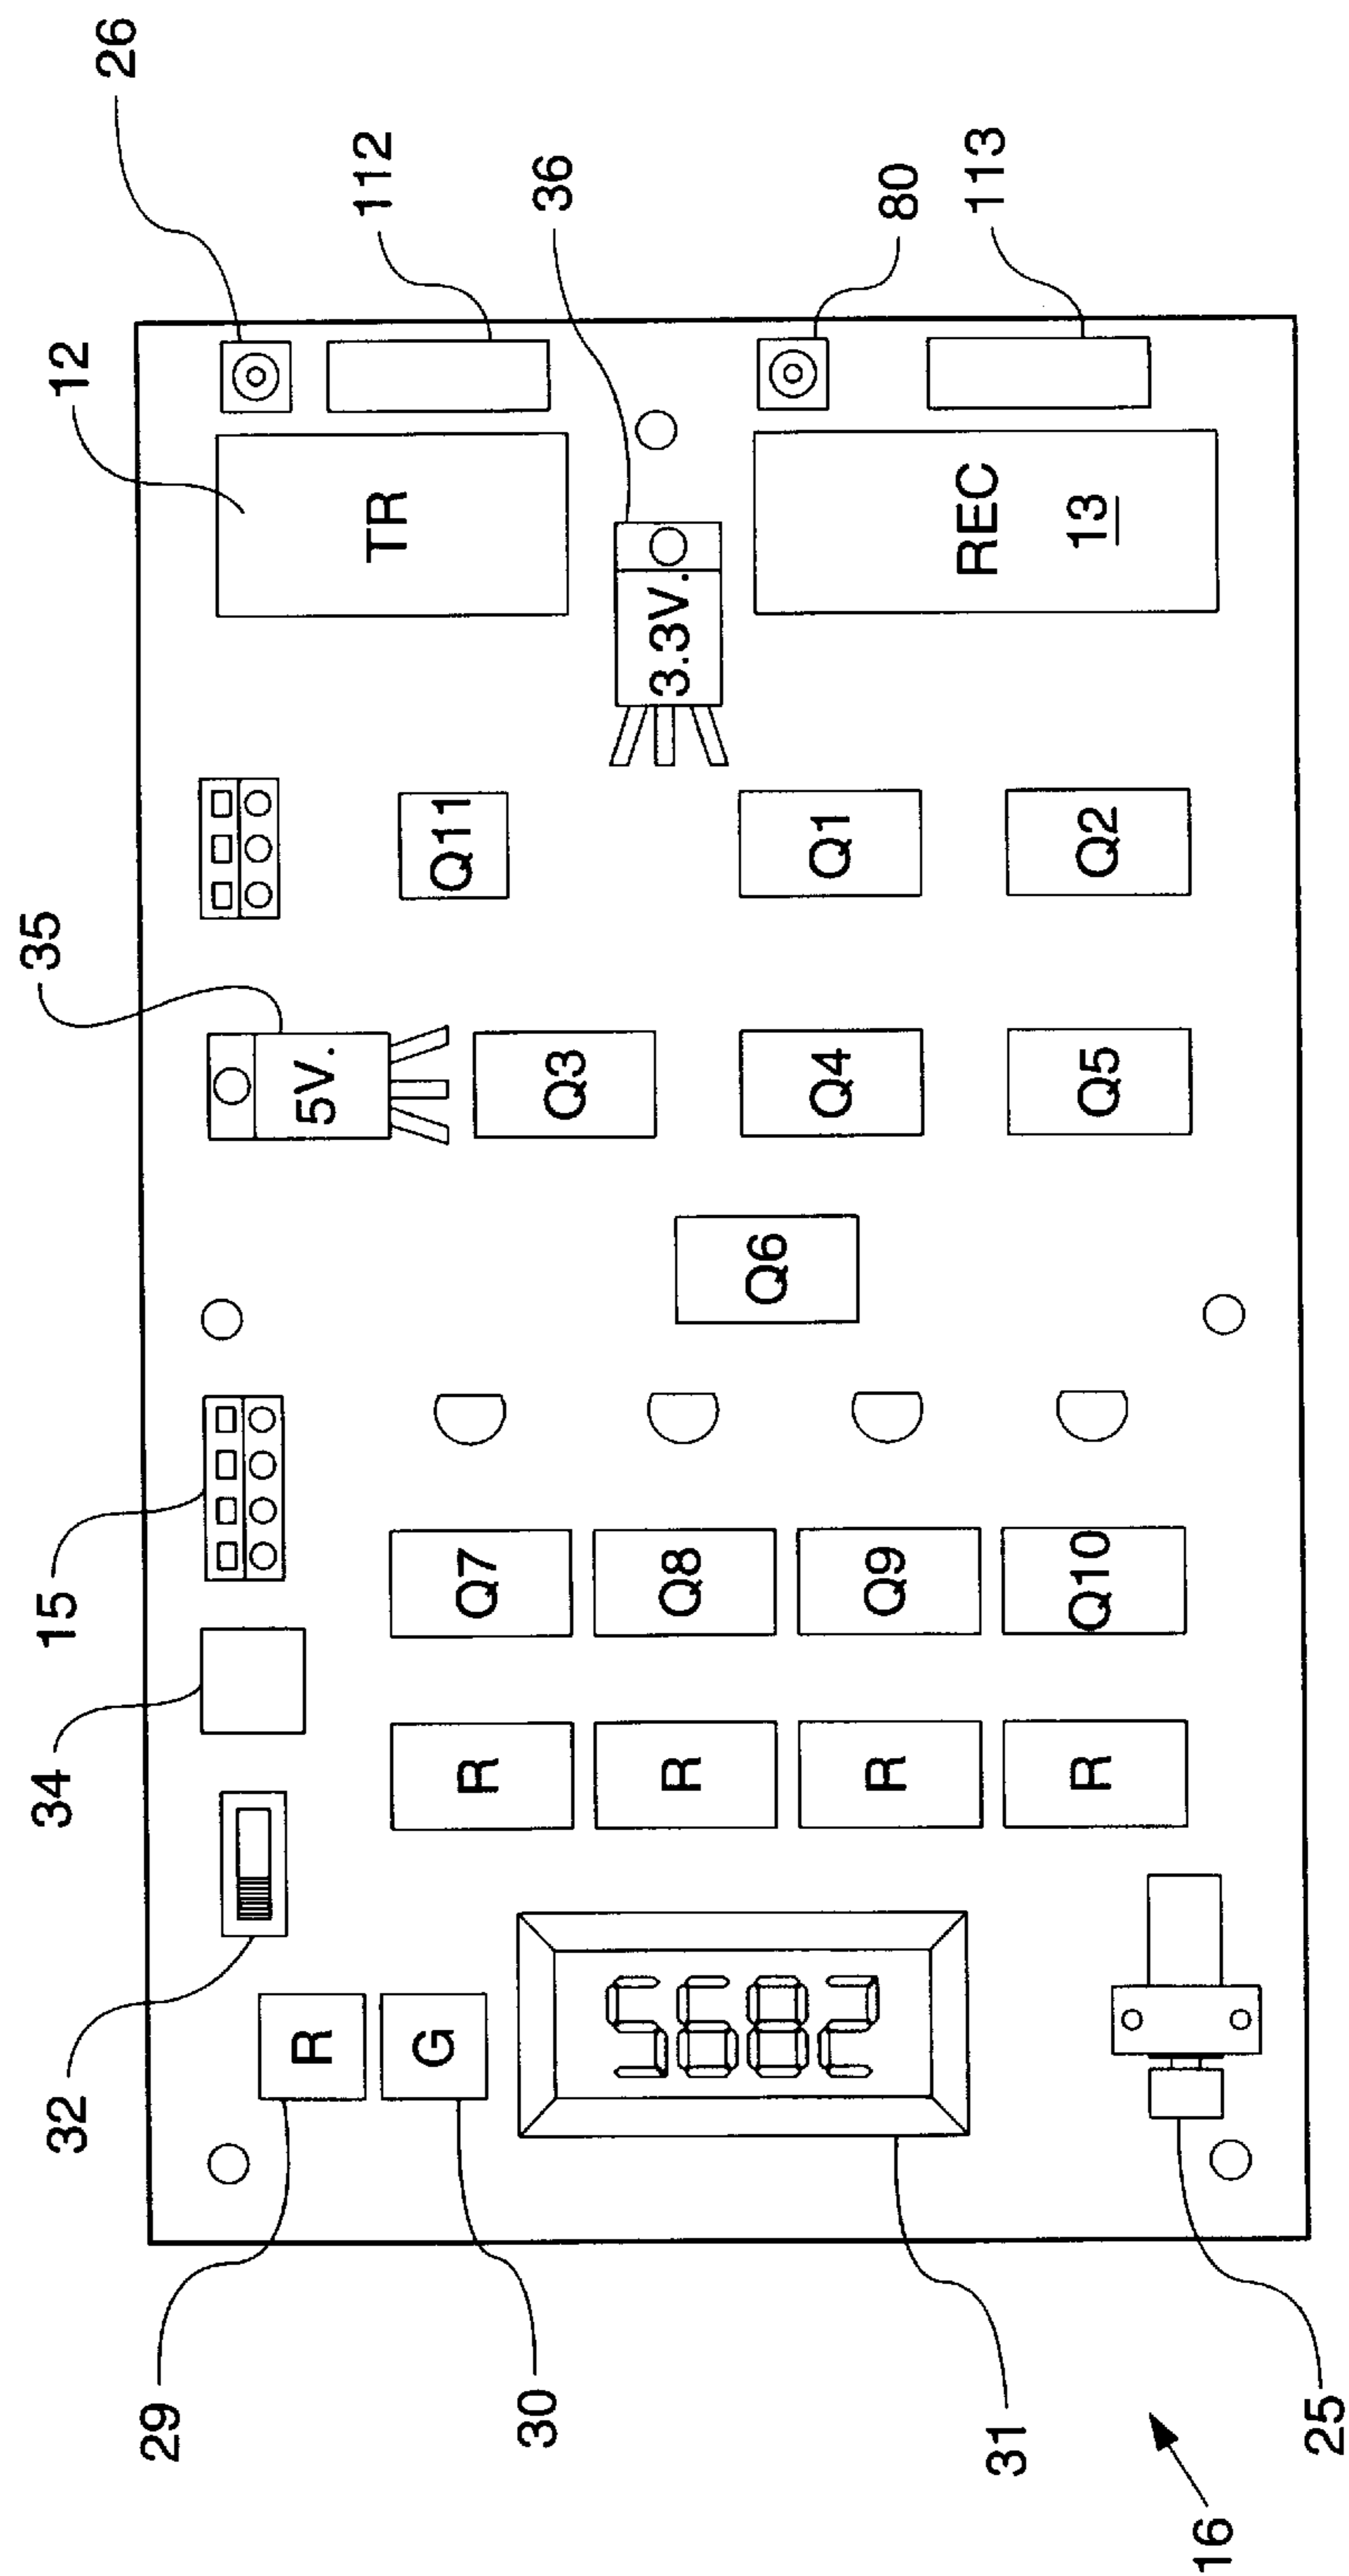 32 34 15 35 12
26
29
R
5V.
112
TR
G
R Q7 Q11
30
36
R Q8 Q3
3.3V.
5682
Q6
R Q9 Q4 Q1
80
REC
113
31
R Q10 Q5 Q2
13
16
25